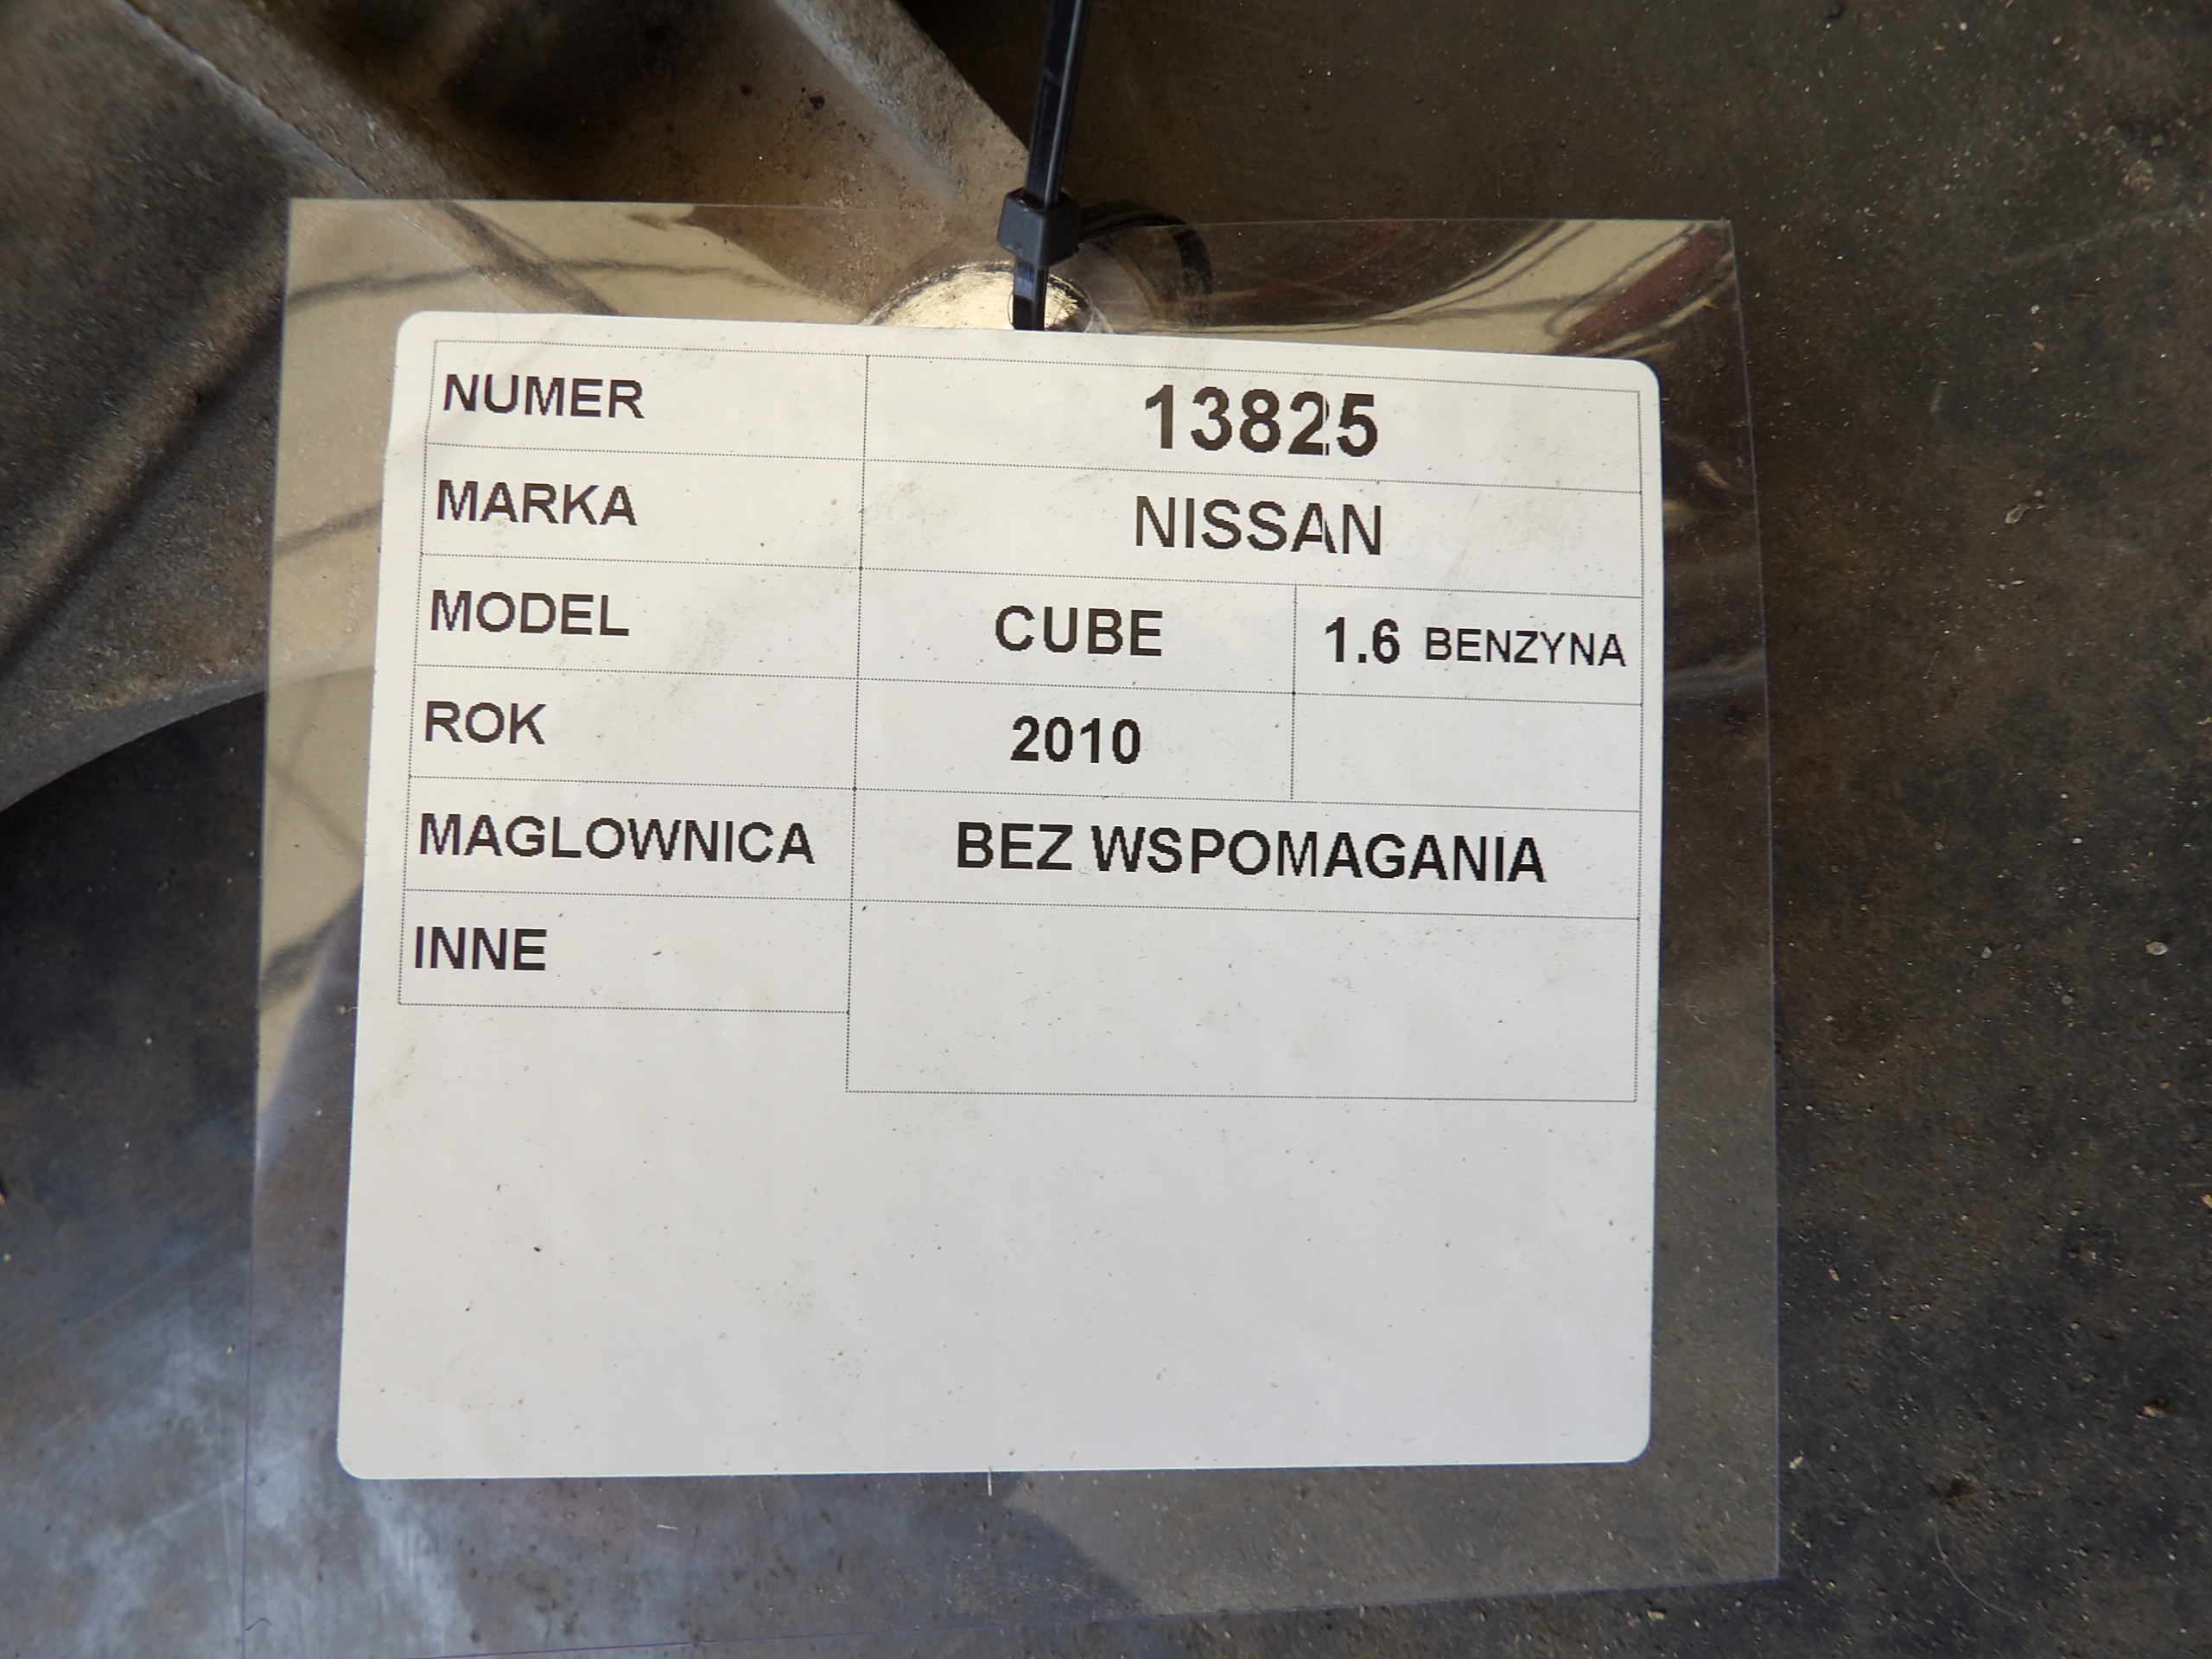 NUMER 13825
MARKA NISSAN
MODEL CUBE 1.6 BENZYNA
ROK 2010
MAGLOWNICA BEZ WSPOMAGANIA
INNE